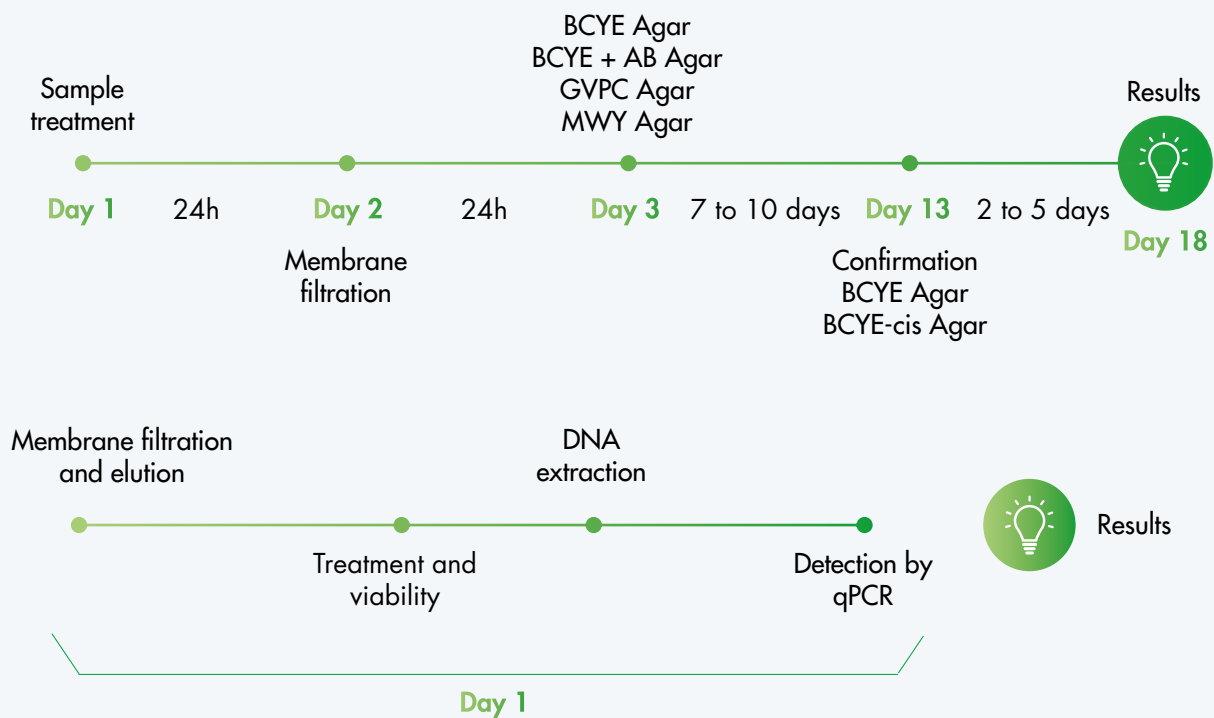 Sample
treatment
BCYE Agar
BCYE + AB Agar
GVPC Agar
MWY Agar
Results
Day 1
24h
Day 2
24h
Day 3
7 to 10 days
Day 13
2 to 5 days
Day 18
Membrane
filtration
Confirmation
BCYE Agar
BCYE-cis Agar
Membrane filtration
and elution
DNA
extraction
Results
Treatment and
viability
Detection by
qPCR
Day 1